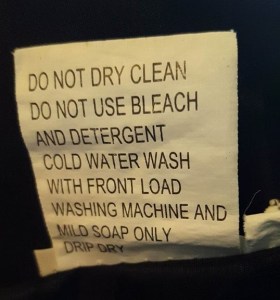 DO NOT DRY CLEAN
DO NOT USE BLEACH
AND DETERGENT
COLD WATER WASH
WITH FRONT LOAD
WASHING MACHINE AND
MILD SOAP ONLY
DRIP DRY